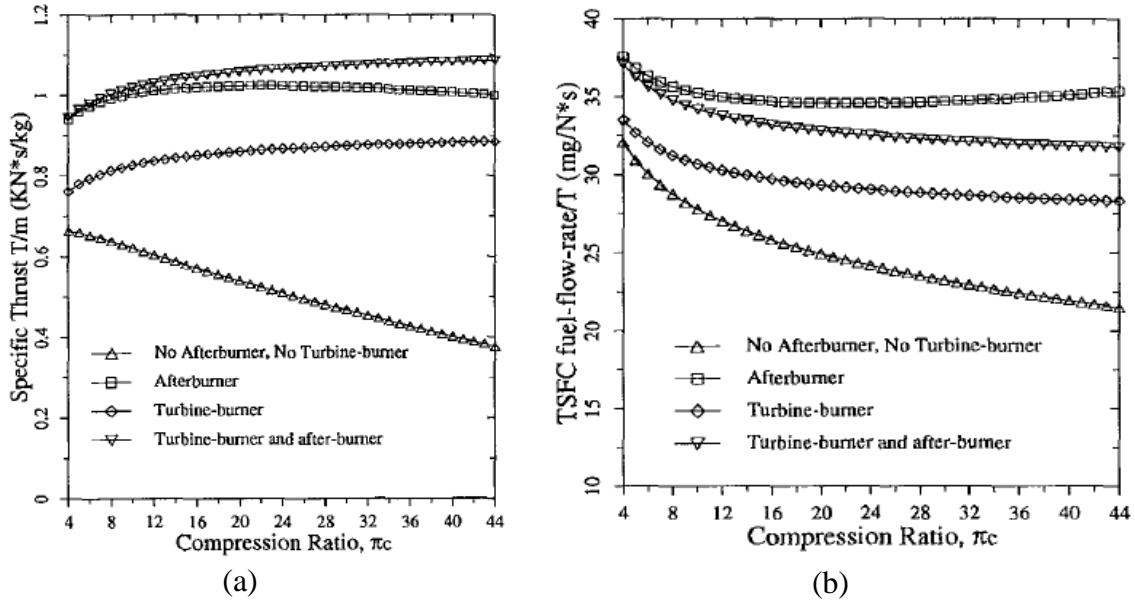 Specific Thrust T/m (KN*s/kg)
1.2
1
0.8
0.6
0.4
0.2
0
No Afterburner, No Turbine-burner
Afterburner
Turbine-burner
Turbine-burner and after-burner
4 8 12 16 20 24 28 32 36 40 44
Compression Ratio, πc
(a)
TSFC fuel-flow-rate/T (mg/N*s)
40
35
30
25
20
15
10
No Afterburner, No Turbine-burner
Afterburner
Turbine-burner
Turbine-burner and after-burner
4 8 12 16 20 24 28 32 36 40 44
Compression Ratio, πc
(b)